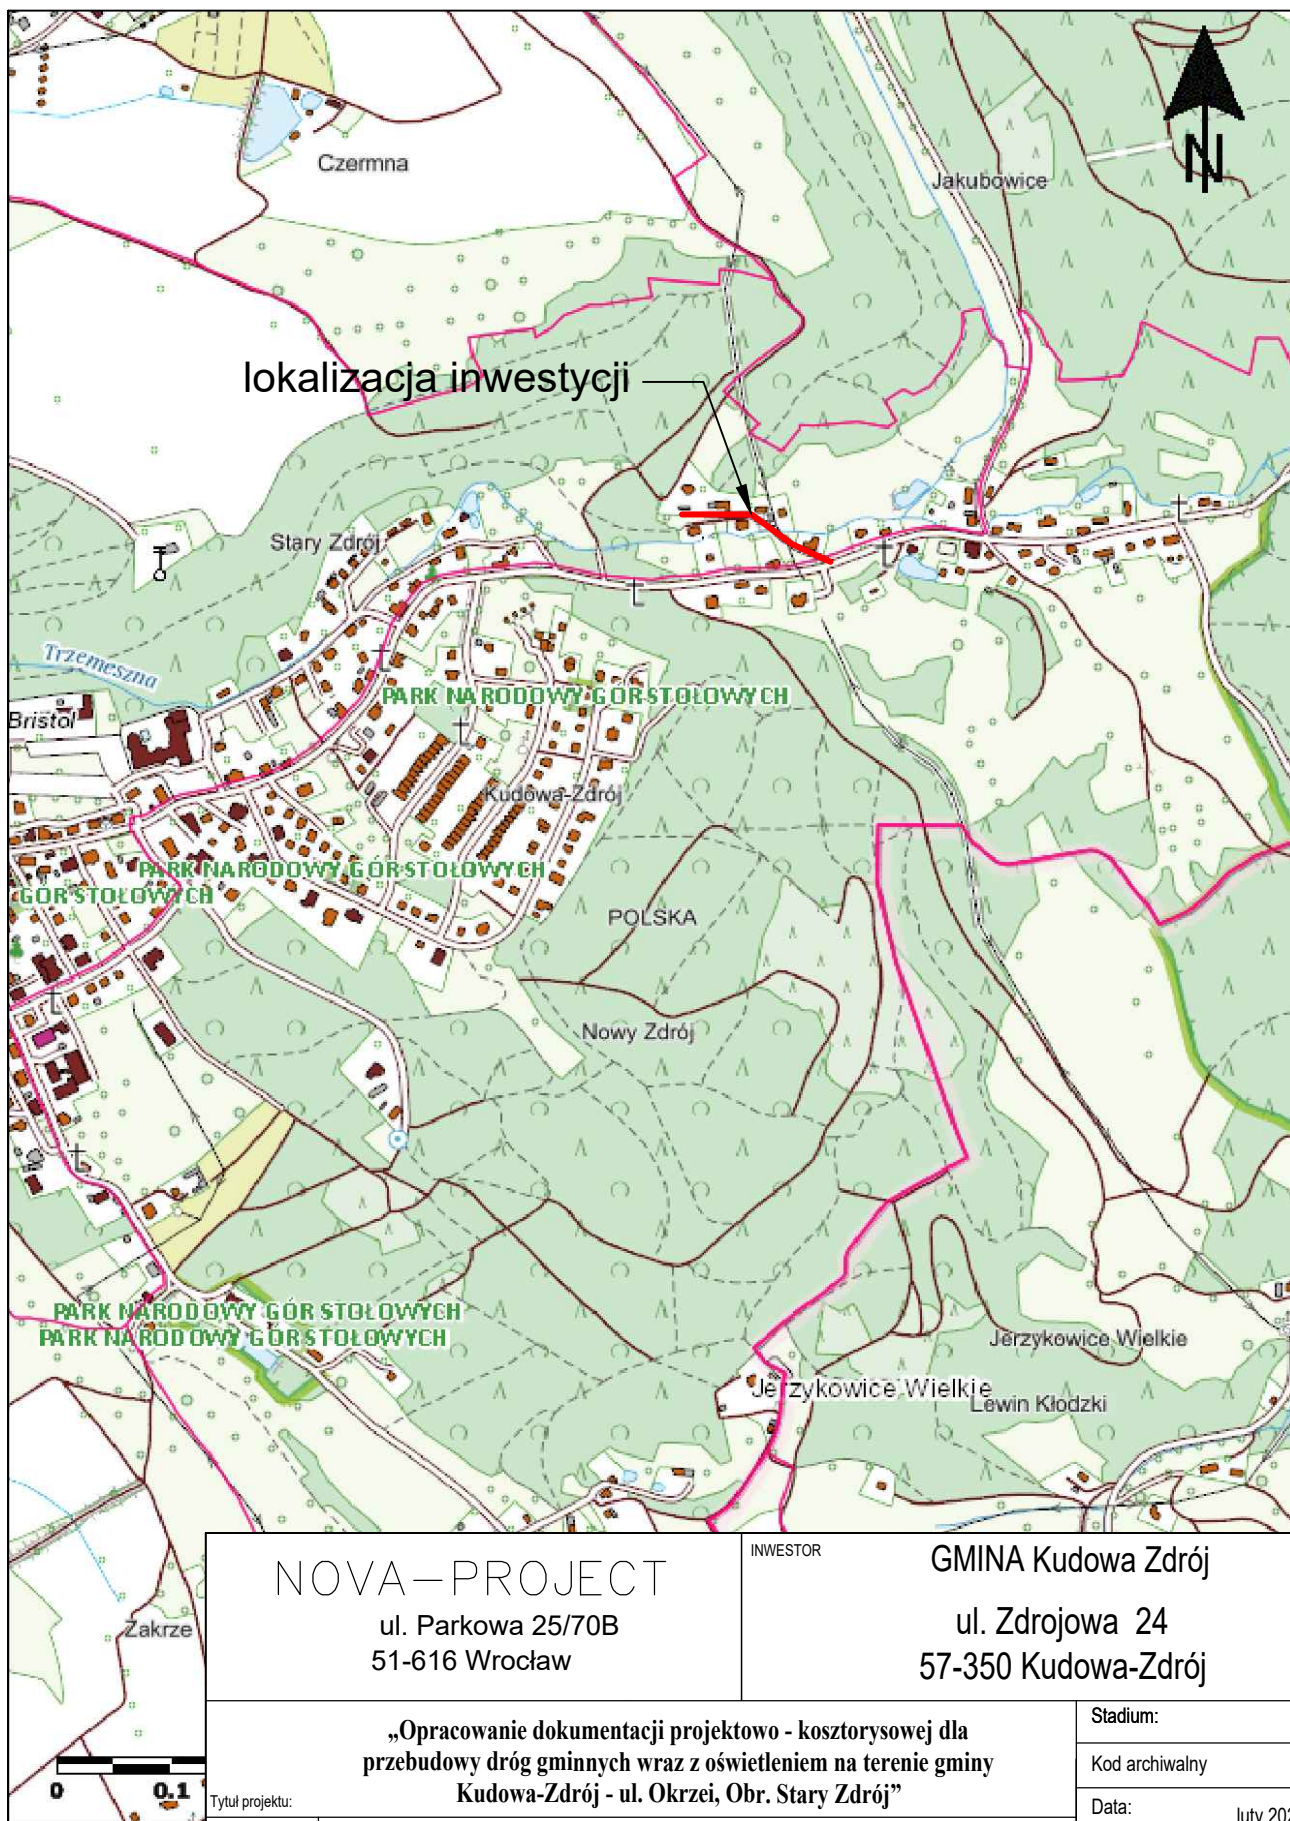 Czermna
Jakubowice
N
lokalizacja inwestycji
Stary Zdrój
Trzemeszna
PARK NARODOWY GÓR STOŁOWYCH
Bristol
Kudowa-Zdrój
PARK NARODOWY GÓR STOŁOWYCH
GÓR STOŁOWYCH
POLSKA
Nowy Zdrój
PARK NARODOWY GÓR STOŁOWYCH
PARK NARODOWY GÓR STOŁOWYCH
Jerzykowice Wielkie
Jerzykowice Wielkie
Lewin Kłodzki
Zakrze
0 0.1
NOVA-PROJECT
ul. Parkowa 25/70B
51-616 Wrocław
INWESTOR
GMINA Kudowa Zdrój
ul. Zdrojowa 24
57-350 Kudowa-Zdrój
Tytuł projektu:
„Opracowanie dokumentacji projektowo - kosztorysowej dla
przebudowy dróg gminnych wraz z oświetleniem na terenie gminy
Kudowa-Zdrój - ul. Okrzei, Obr. Stary Zdrój”
Stadium:
Kod archiwalny
Data:
luty